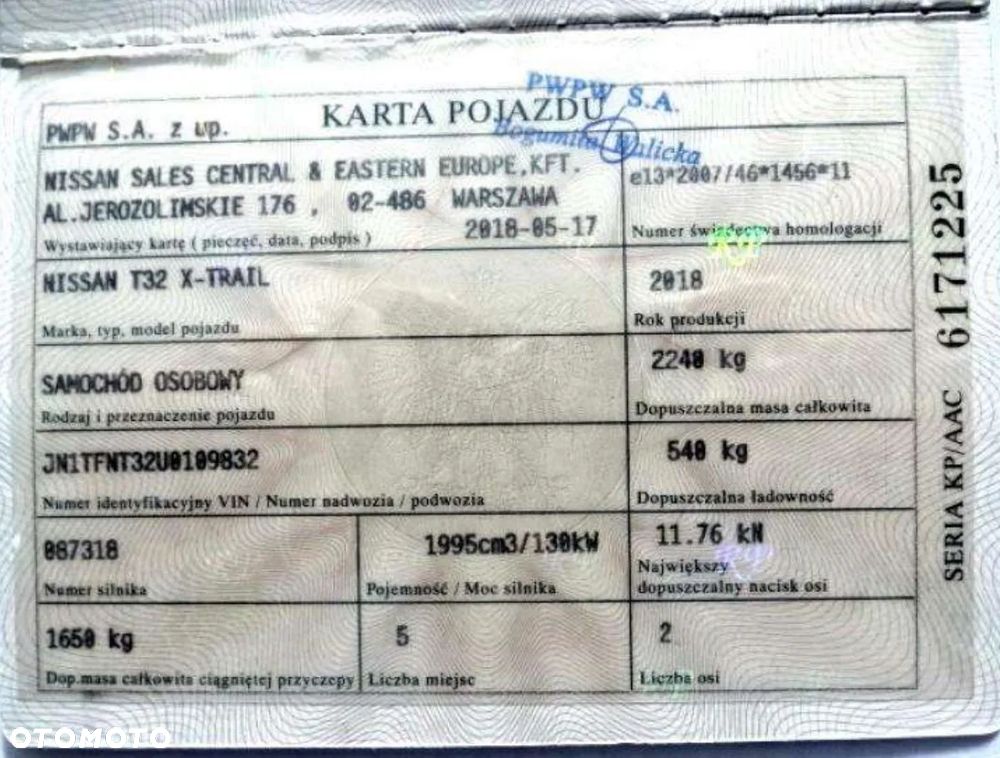 KARTA POJAZDU
PWPW S.A.
Bogumiła Walicka
PWPW S.A. z up.
NISSAN SALES CENTRAL & EASTERN EUROPE,KFT.
AL.JEROZOLIMSKIE 176 , 02-486 WARSZAWA
2018-05-17
Wystawiający kartę ( pieczęć, data, podpis )
e13*2007//46*1456*11
Numer świadectwa homologacji
NISSAN T32 X-TRAIL
Marka, typ, model pojazdu
2018
Rok produkcji
SAMOCHÓD OSOBOWY
Rodzaj i przeznaczenie pojazdu
2240 kg
Dopuszczalna masa całkowita
JN1TFNT32U0109832
Numer identyfikacyjny VIN / Numer nadwozia / podwozia
540 kg
Dopuszczalna ładowność
087318
Numer silnika
1995cm3/130kW
Pojemność / Moc silnika
11.76 kN
Największy
dopuszczalny nacisk osi
1650 kg
Dop.masa całkowita ciągniętej przyczepy
5
Liczba miejsc
2
Liczba osi
SERIA KP/AAC 6171225
OTOMOTO